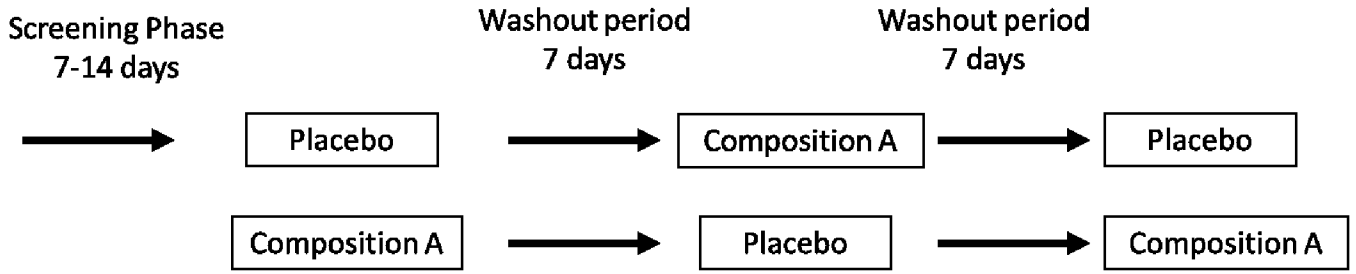 Screening Phase
7-14 days
Washout period
7 days
Washout period
7 days
Placebo
Composition A
Placebo
Composition A
Placebo
Composition A